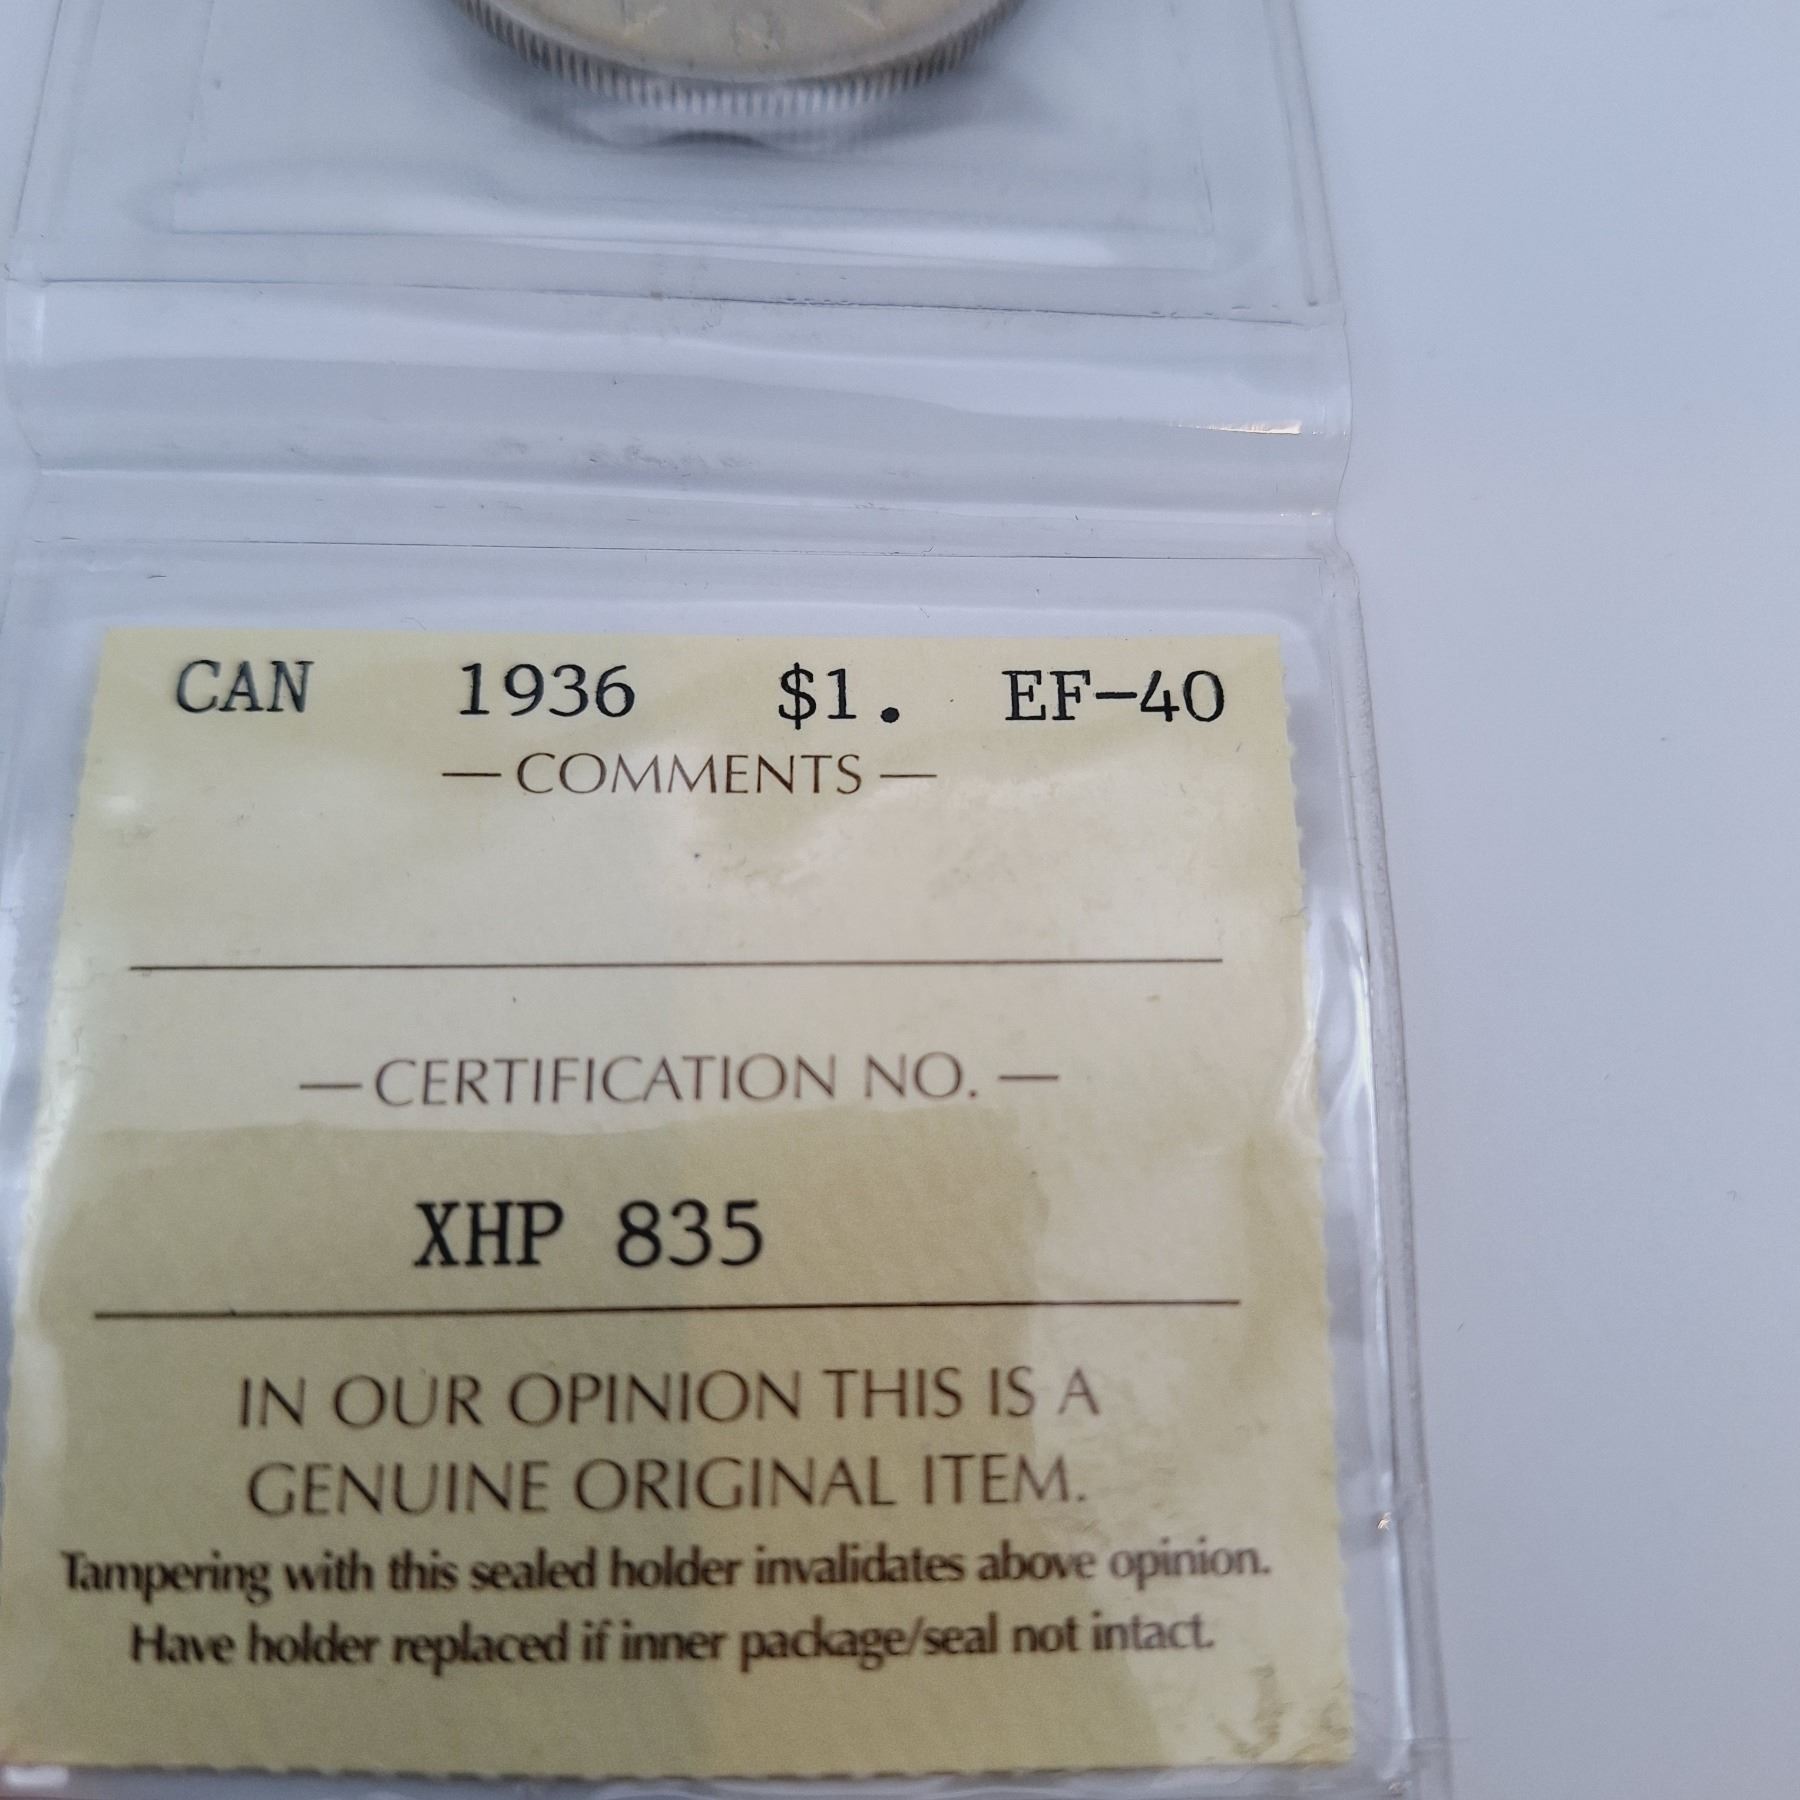 CAN 1936 $1. EF-40
— COMMENTS —
— CERTIFICATION NO. —
XHP 835
IN OUR OPINION THIS IS A
GENUINE ORIGINAL ITEM.
Tampering with this sealed holder invalidates above opinion.
Have holder replaced if inner package/seal not intact.